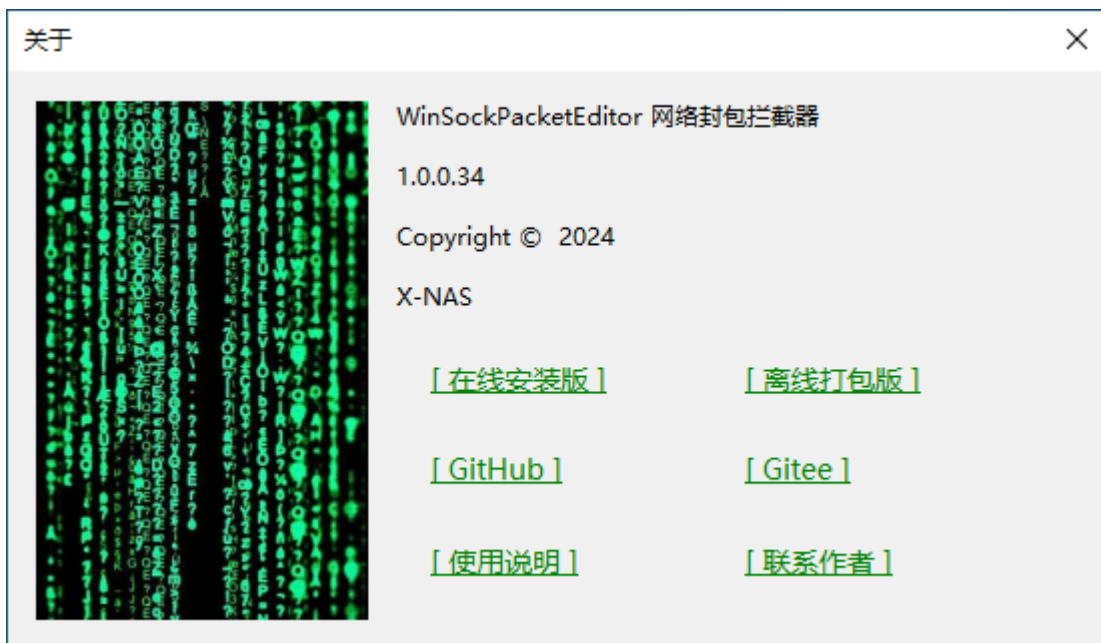 关于
WinSockPacketEditor 网络封包拦截器
1.0.0.34
Copyright © 2024
X-NAS
[ 在线安装版 ] [ 离线打包版 ]
[ GitHub ] [ Gitee ]
[ 使用说明 ] [ 联系作者 ]